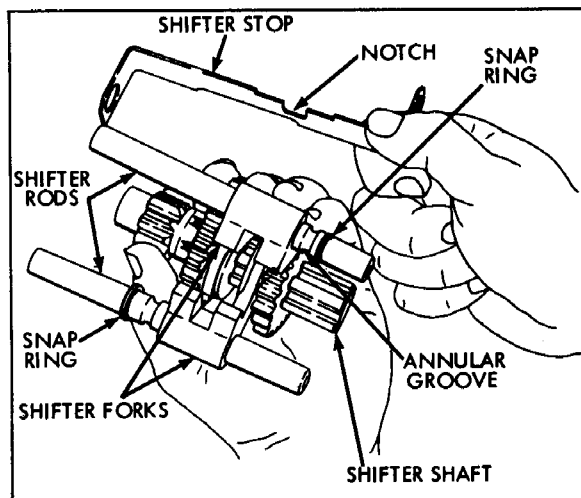 SHIFTER STOP
NOTCH
SNAP
RING
SHIFTER
RODS
SNAP
RING
ANNULAR
GROOVE
SHIFTER FORKS
SHIFTER SHAFT